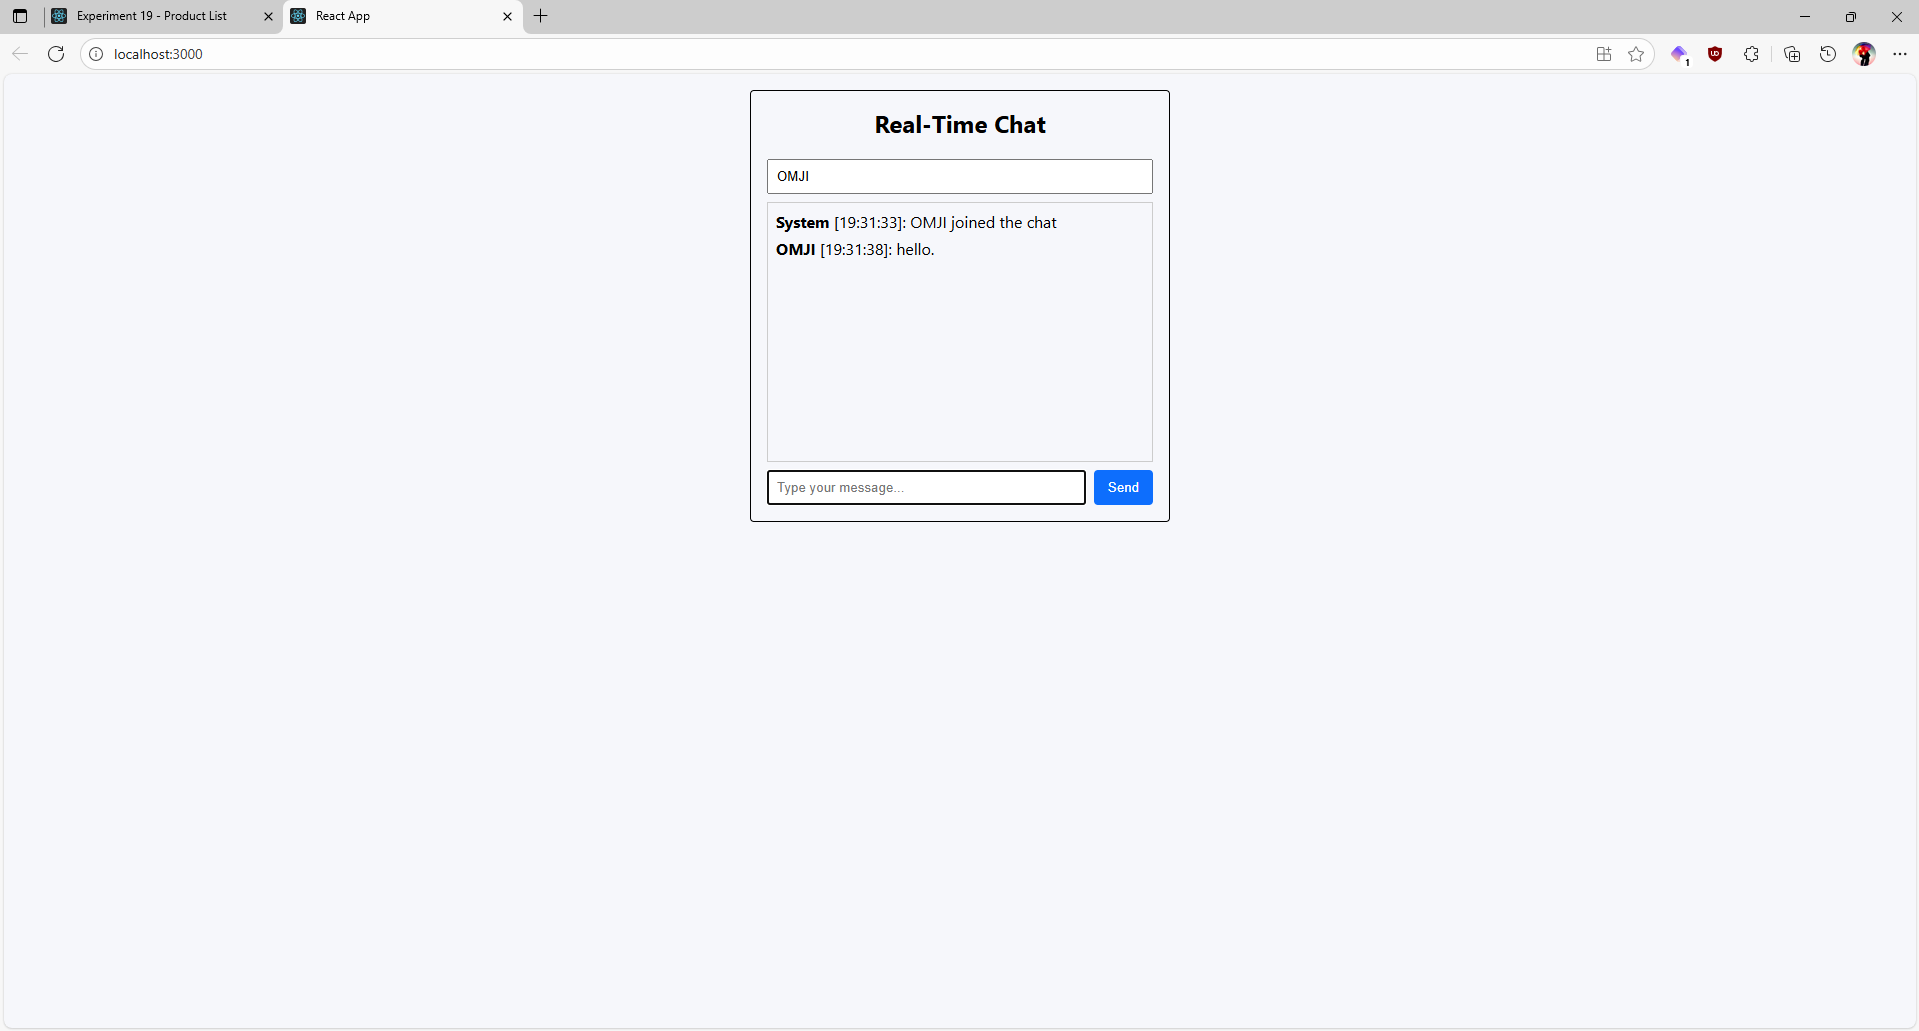 Experiment 19 - Product List
React App
localhost:3000
1
Real-Time Chat
OMJI
System [19:31:33]: OMJI joined the chat
OMJI [19:31:38]: hello.
Type your message...
Send